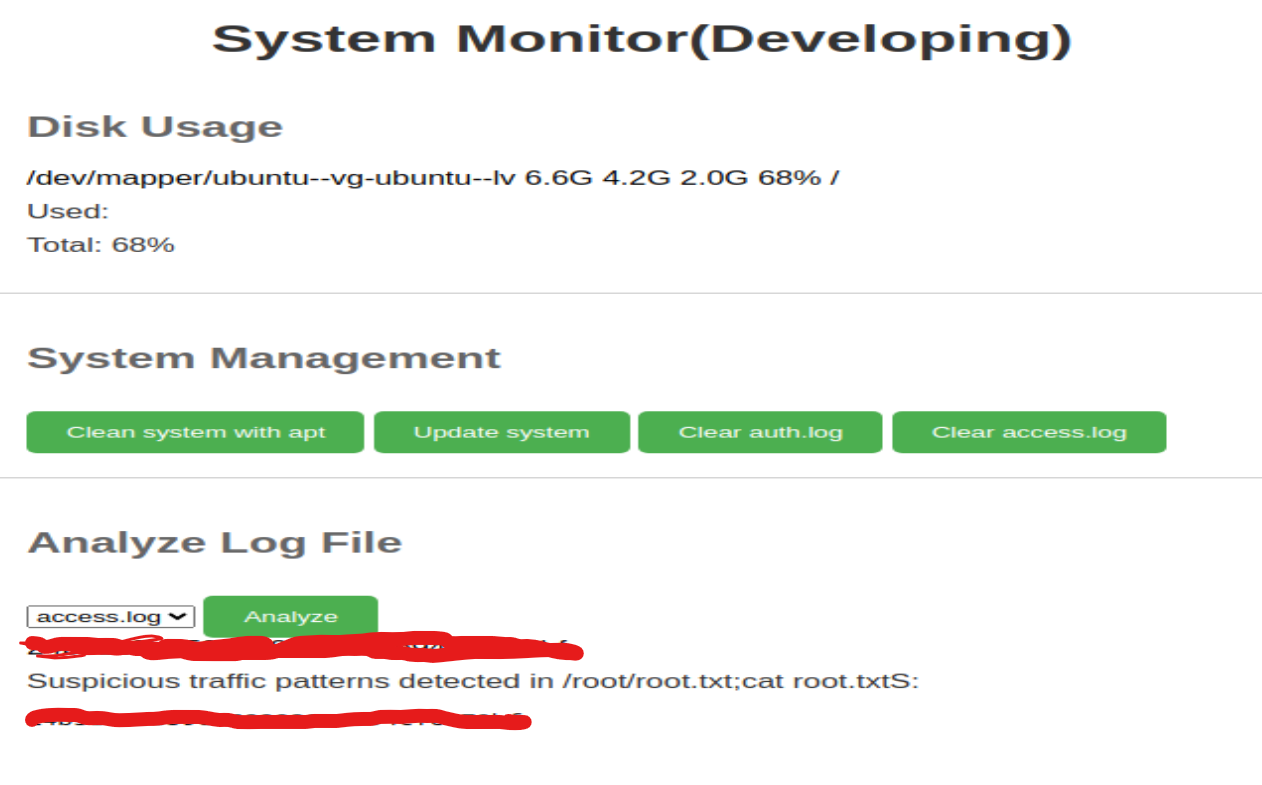 System Monitor(Developing)
Disk Usage
/dev/mapper/ubuntu--vg-ubuntu--lv 6.6G 4.2G 2.0G 68% /
Used:
Total: 68%
System Management
Clean system with apt Update system Clear auth.log Clear access.log
Analyze Log File
access.log Analyze
Suspicious traffic patterns detected in /root/root.txt;cat root.txtS: